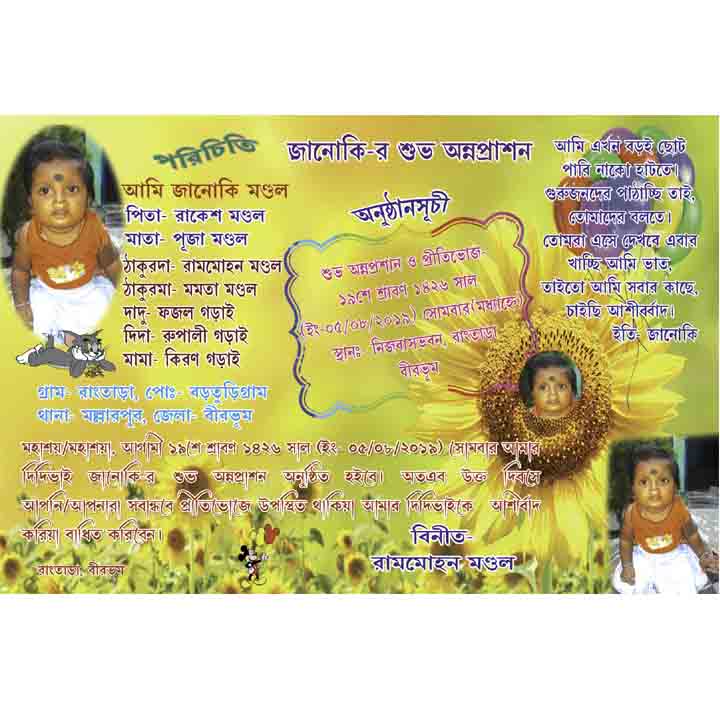 জানোকি-র শুভ অন্নপ্রাশন
পরিচিতি
আমি জানোকি মণ্ডল
পিতা- রাকেশ মণ্ডল
মাতা- পূজা মণ্ডল
ঠাকুরদা- রামমোহন মণ্ডল
ঠাকুরমা- মমতা মণ্ডল
দাদু- ফজল গড়াই
দিদা- রুপালী গড়াই
মামা- কিরণ গড়াই
গ্রাম- রাংতাড়া, পোঃ- বড়তুড়িগ্রাম
থানা- মল্লারপুর, জেলা- বীরভূম
অনুষ্ঠানসূচী
শুভ অন্নপ্রশান ও প্রীতিভোজ-
১৯শে শ্রাবণ ১৪২৬ সাল
(ইং-০৫/০৮/২০১৯) সোমবার(মধ্যাহ্নে)
স্থানঃ- নিজবাসভবন, রাংতাড়া
বীরভূম
আমি এখন বড়ই ছোট
পারি নাকো হাটতে।
গুরুজনদের পাঠাচ্ছি তাই,
তোমাদের বলতে।
তোমরা এসে দেখবে এবার
খাচ্ছি আমি ভাত,
তাইতো আমি সবার কাছে,
চাইছি আশীর্বাদ।
ইতি- জানোকি
মহাশয়/মহাশয়া, আগামী ১৯শে শ্রাবণ ১৪২৬ সাল (ইং- ০৫/০৮/২০১৯) সোমবার আমার
দিদিভাই জানোকি-র শুভ অন্নপ্রাশন অনুষ্ঠিত হইবে। অতএব উক্ত দিবসে
আপনি/আপনারা সবান্ধবে প্রীতিভোজে উপস্থিত থাকিয়া আমার দিদিভাইকে আশীর্বাদ
করিয়া বাধিত করিবেন।
বিনীত-
রামমোহন মণ্ডল
রাংতাড়া, বীরভূম